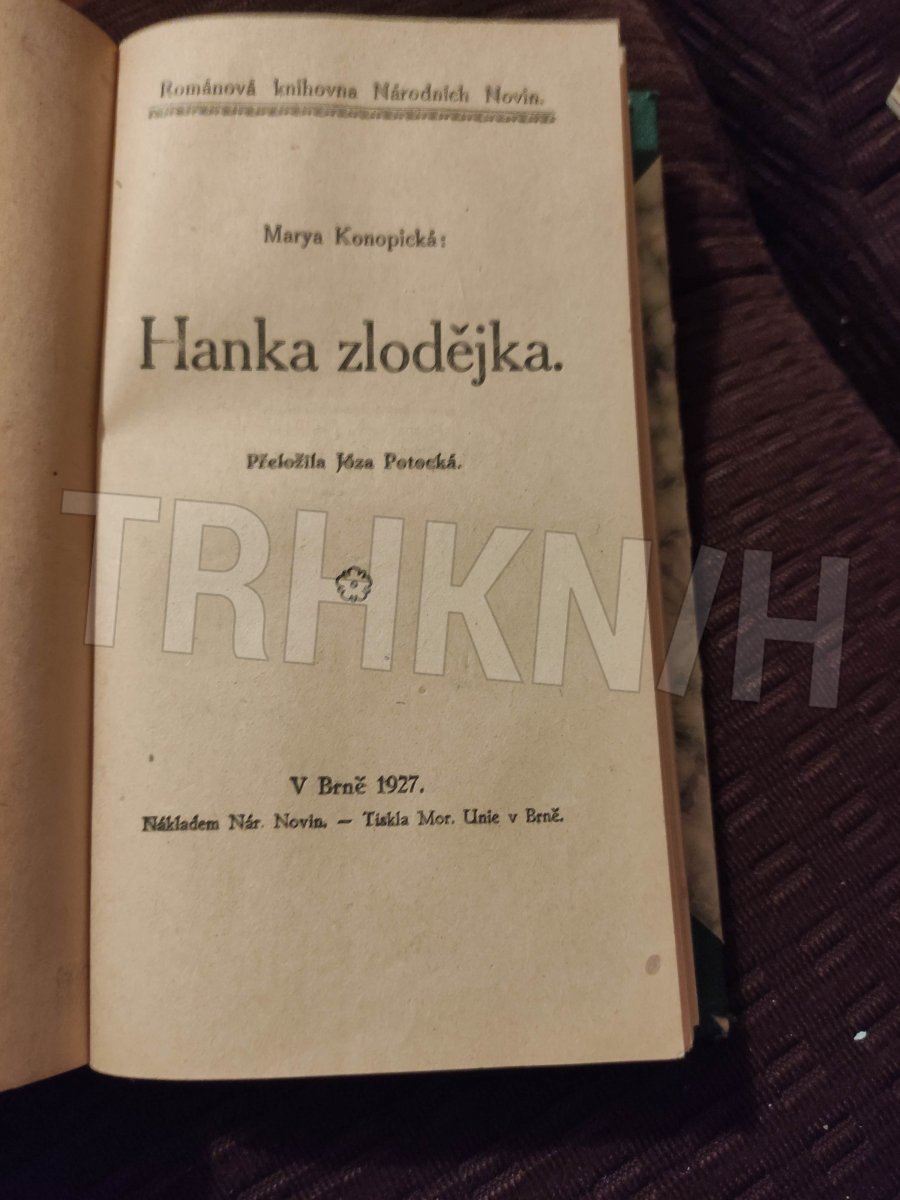 Románová knihovna Národních Novin.
Marya Konopická:
Hanka zlodějka.
Přeložila Józa Potocká.
TRHKNIH
V Brně 1927.
Nákladem Nár. Novin. — Tiskla Mor. Unie v Brně.